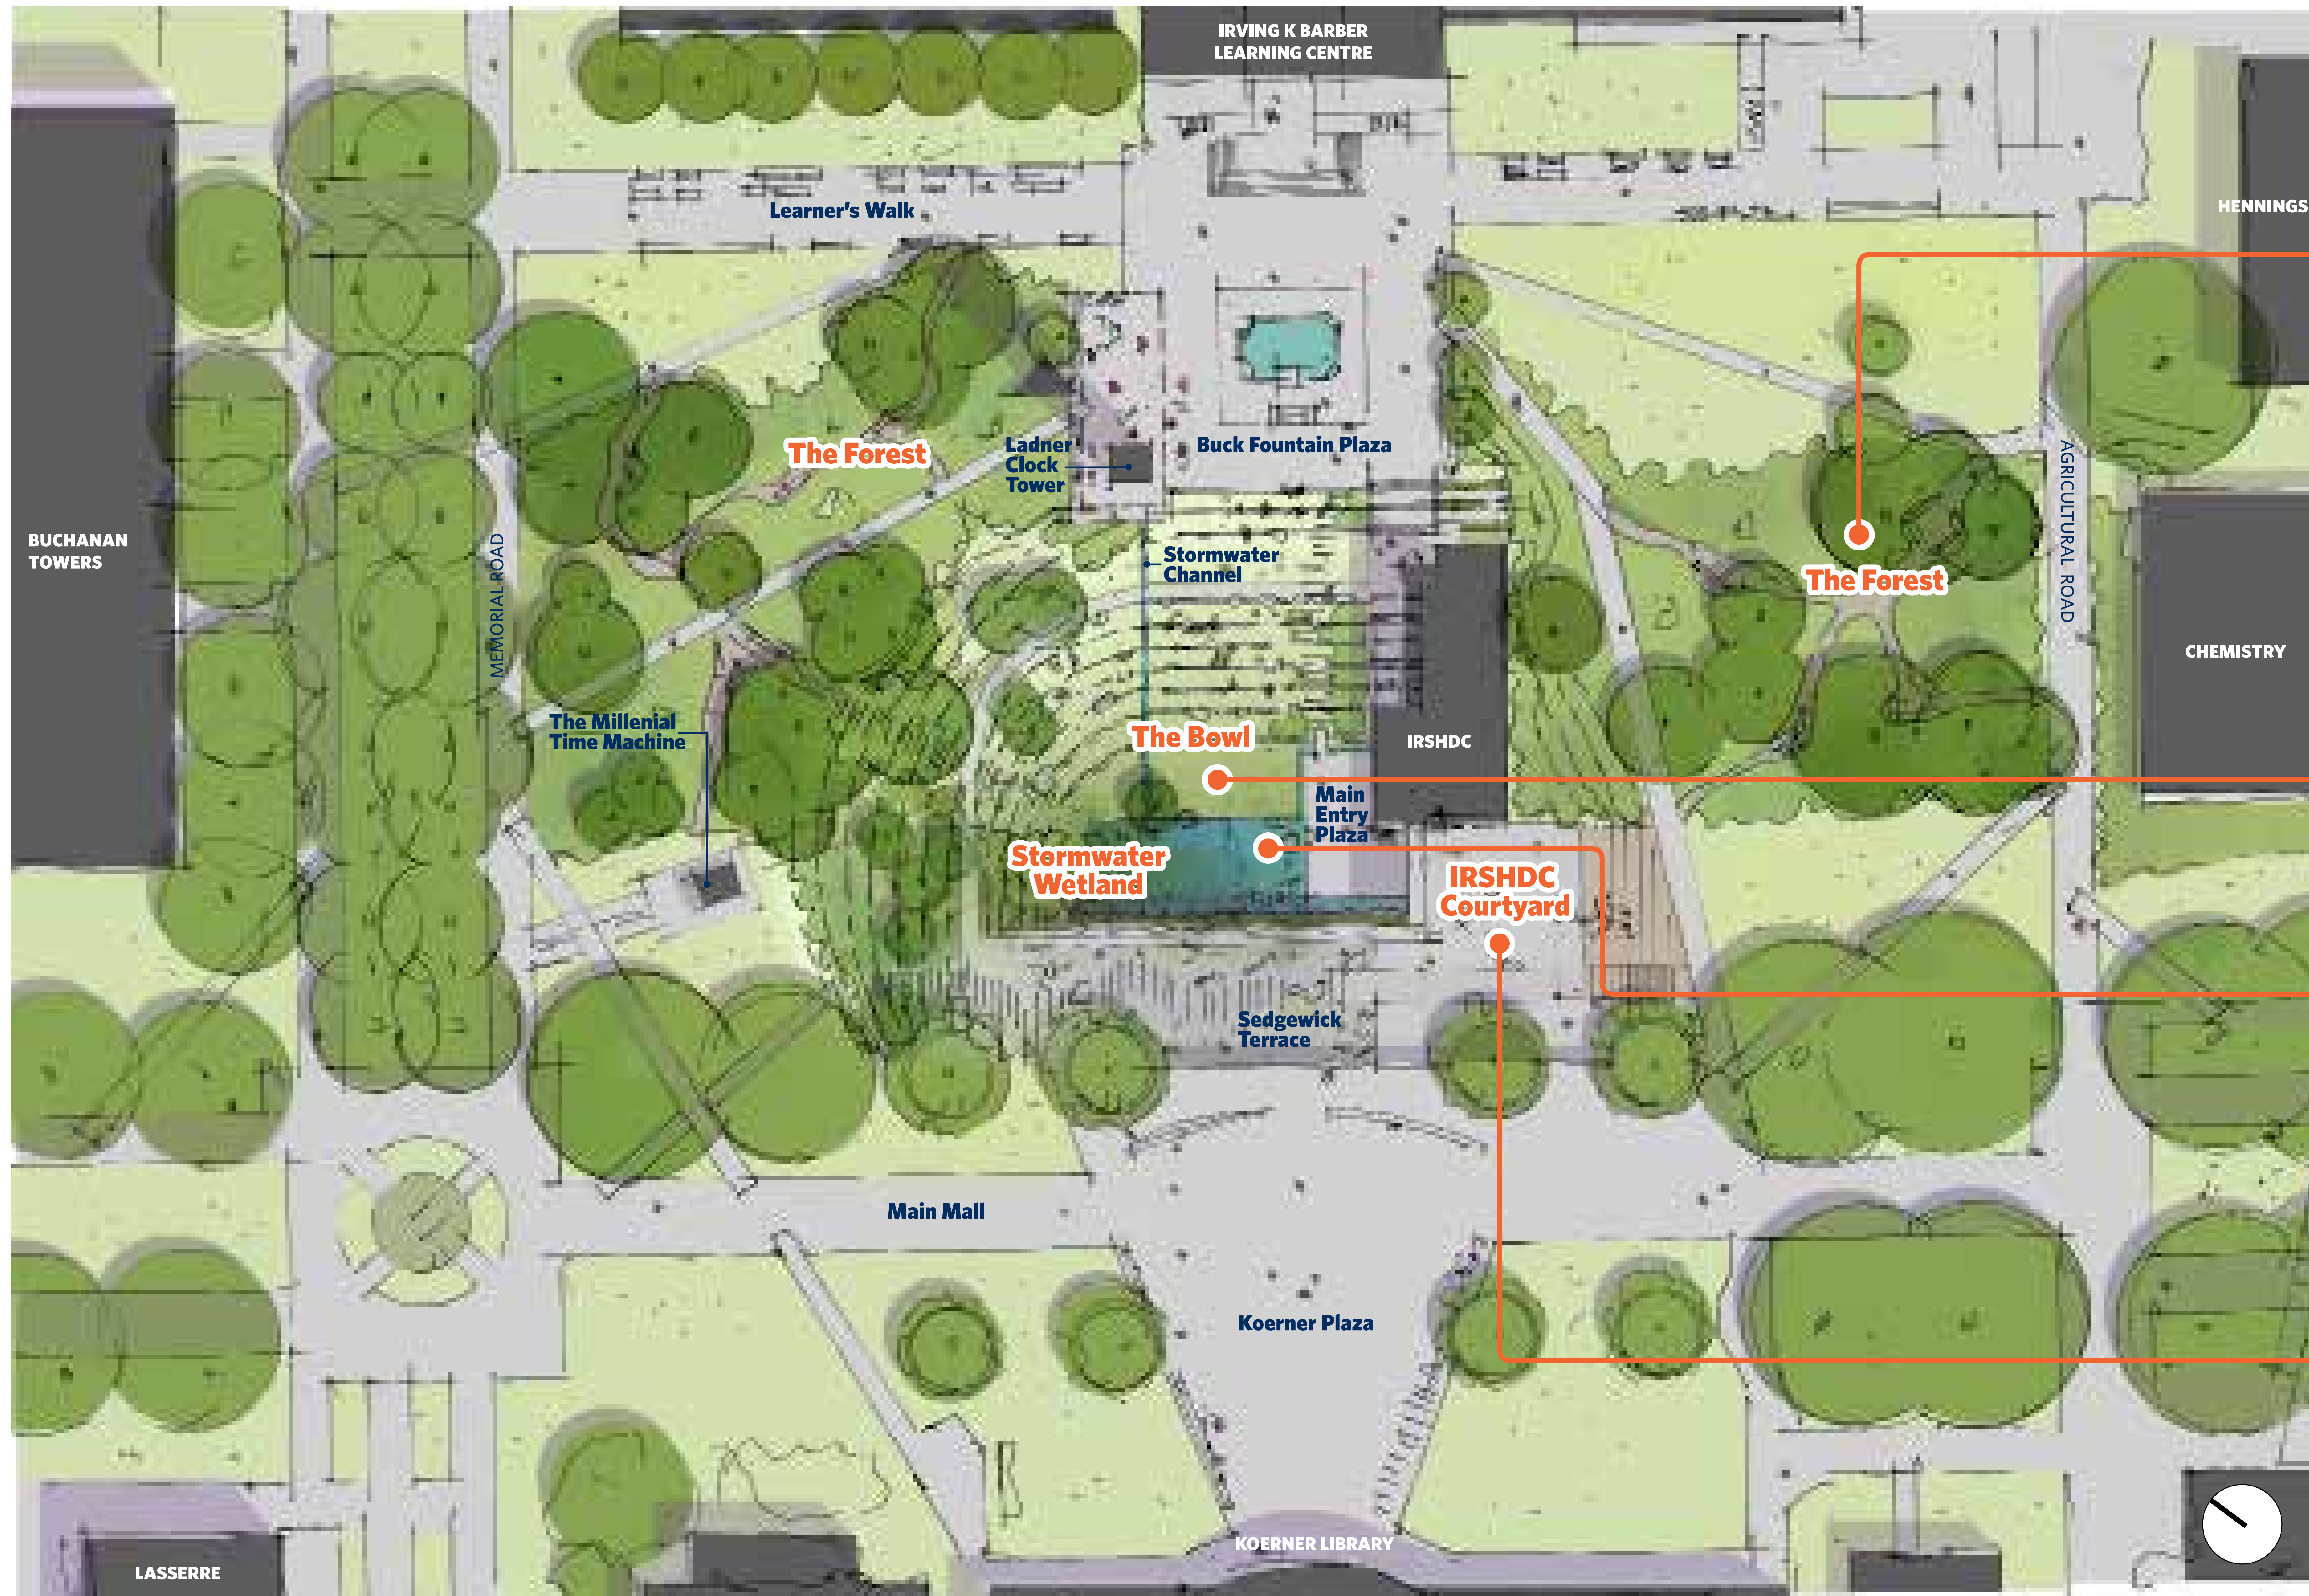 IRVING K BARBER
LEARNING CENTRE
HENNINGS
Learner's Walk
The Forest
Ladner
Clock
Tower
Buck Fountain Plaza
AGRICULTURAL ROAD
BUCHANAN
TOWERS
MEMORIAL ROAD
Stormwater
Channel
The Forest
CHEMISTRY
The Millenial
Time Machine
The Bowl
IRSHDC
Main
Entry
Plaza
Stormwater
Wetland
IRSHDC
Courtyard
Sedgewick
Terrace
Main Mall
Koerner Plaza
KOERNER LIBRARY
LASSERRE